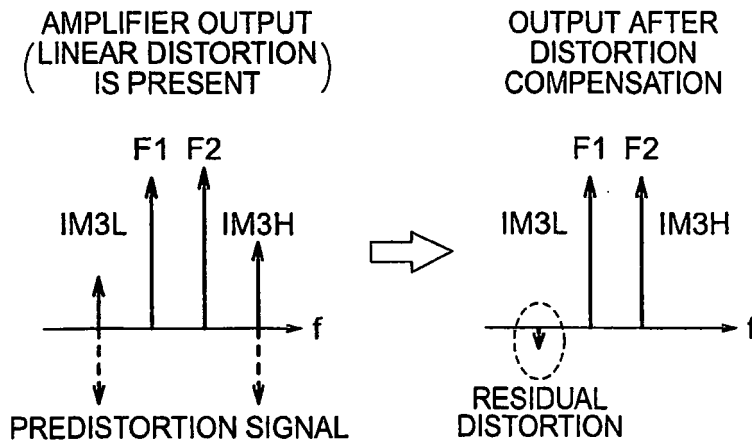 AMPLIFIER OUTPUT
(LINEAR DISTORTION
IS PRESENT)
F1 F2
IM3L IM3H
f
PREDISTORTION SIGNAL
OUTPUT AFTER
DISTORTION
COMPENSATION
F1 F2
IM3L IM3H
f
RESIDUAL
DISTORTION